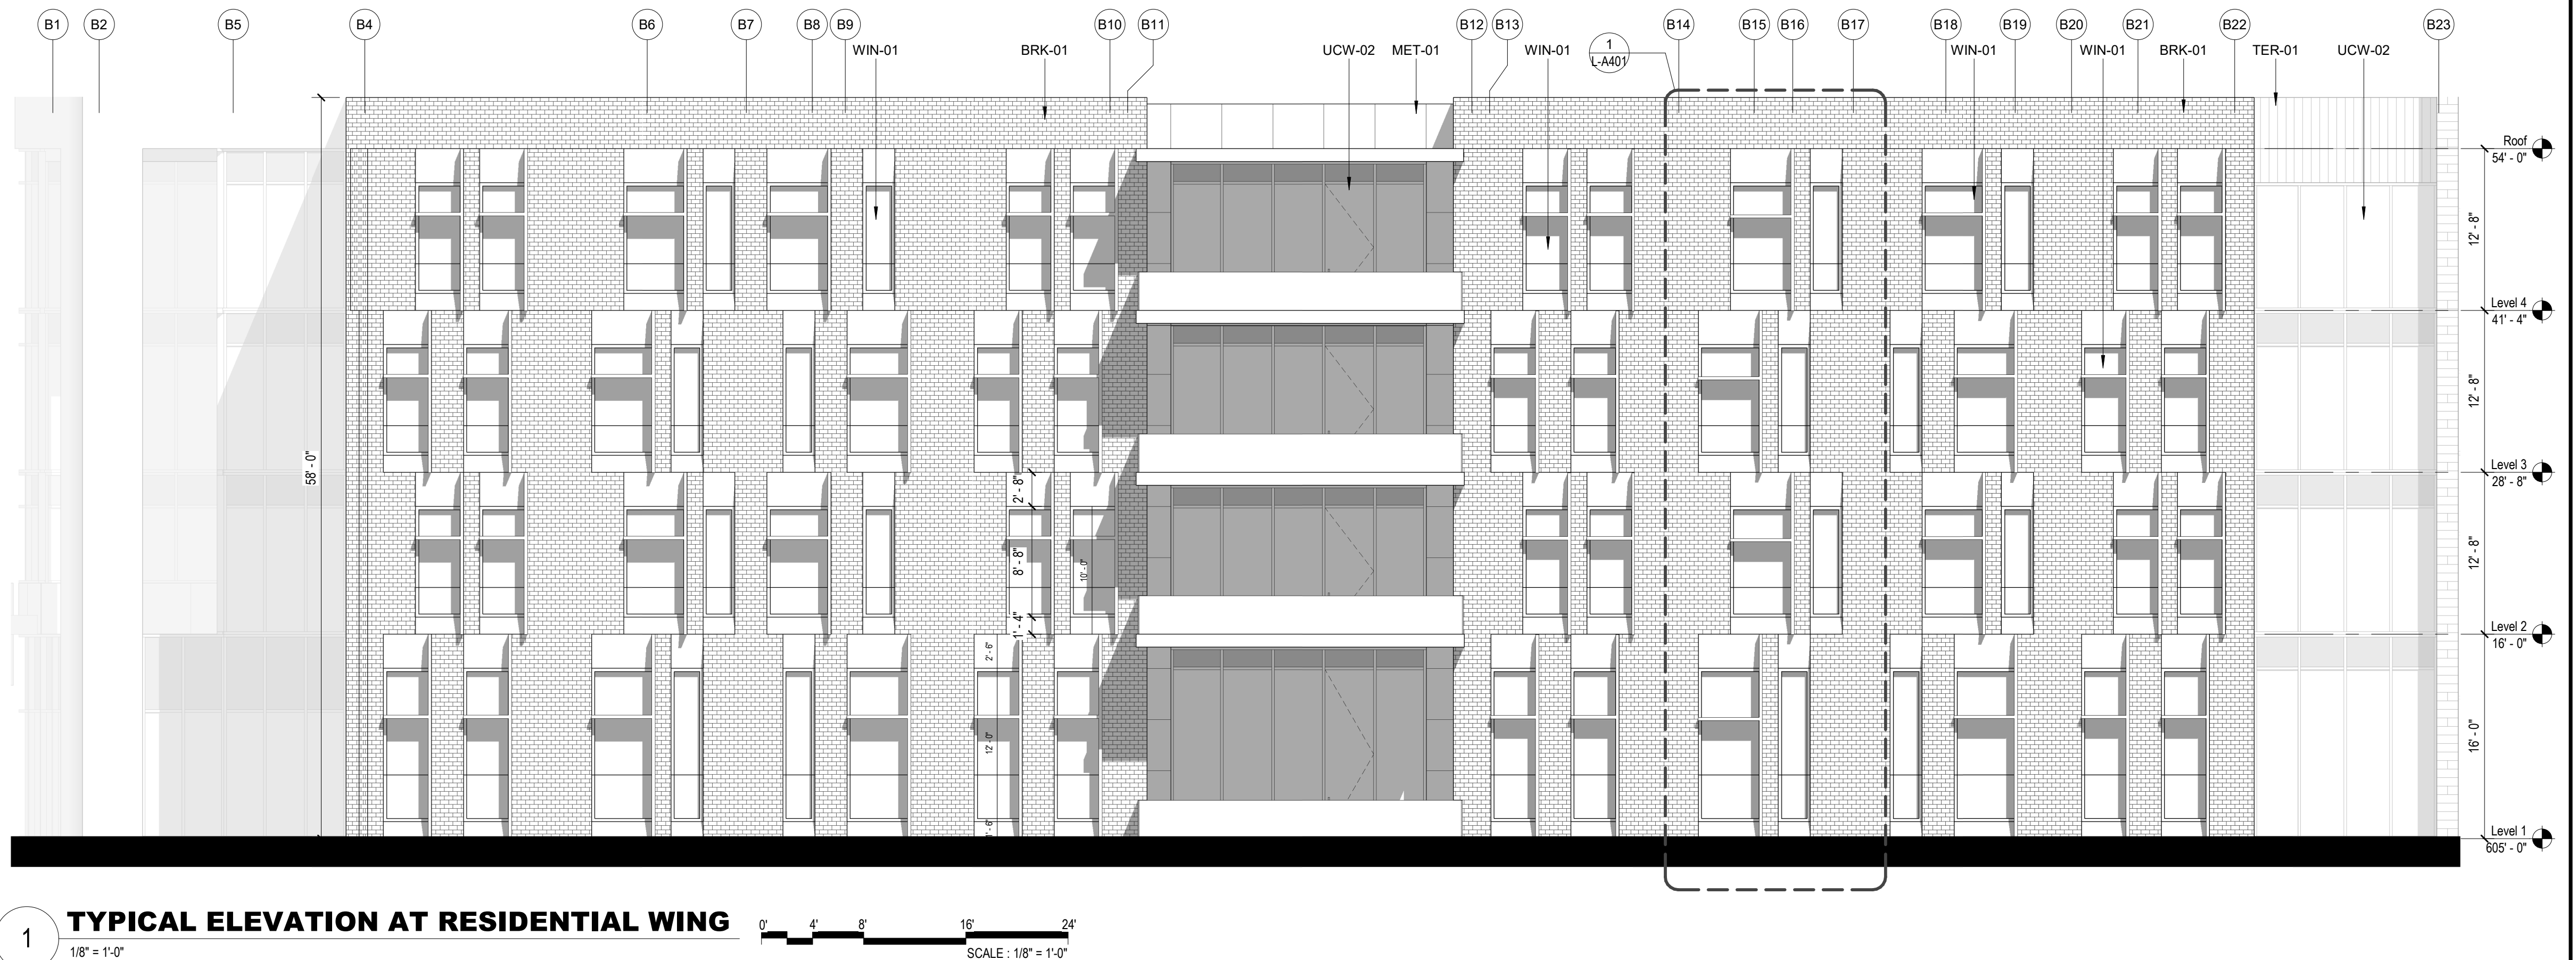 B1
B2
B5
B4
B6
B7
B8
B9
B10
B11
B12
B13
B14
B15
B16
B17
B18
B19
B20
B21
B22
B23
WIN-01
BRK-01
UCW-02
MET-01
WIN-01
1
L-A401
WIN-01
WIN-01
BRK-01
TER-01
UCW-02
Roof
54' - 0"
12' - 8"
Level 4
41' - 4"
12' - 8"
58' - 0"
Level 3
28' - 8"
2' - 8"
8' - 8"
10' - 0"
1' - 4"
12' - 8"
Level 2
16' - 0"
2' - 6"
12' - 0"
1' - 6"
16' - 0"
Level 1
605' - 0"
1
TYPICAL ELEVATION AT RESIDENTIAL WING
1/8" = 1'-0"
0' 4' 8' 16' 24'
SCALE : 1/8" = 1'-0"